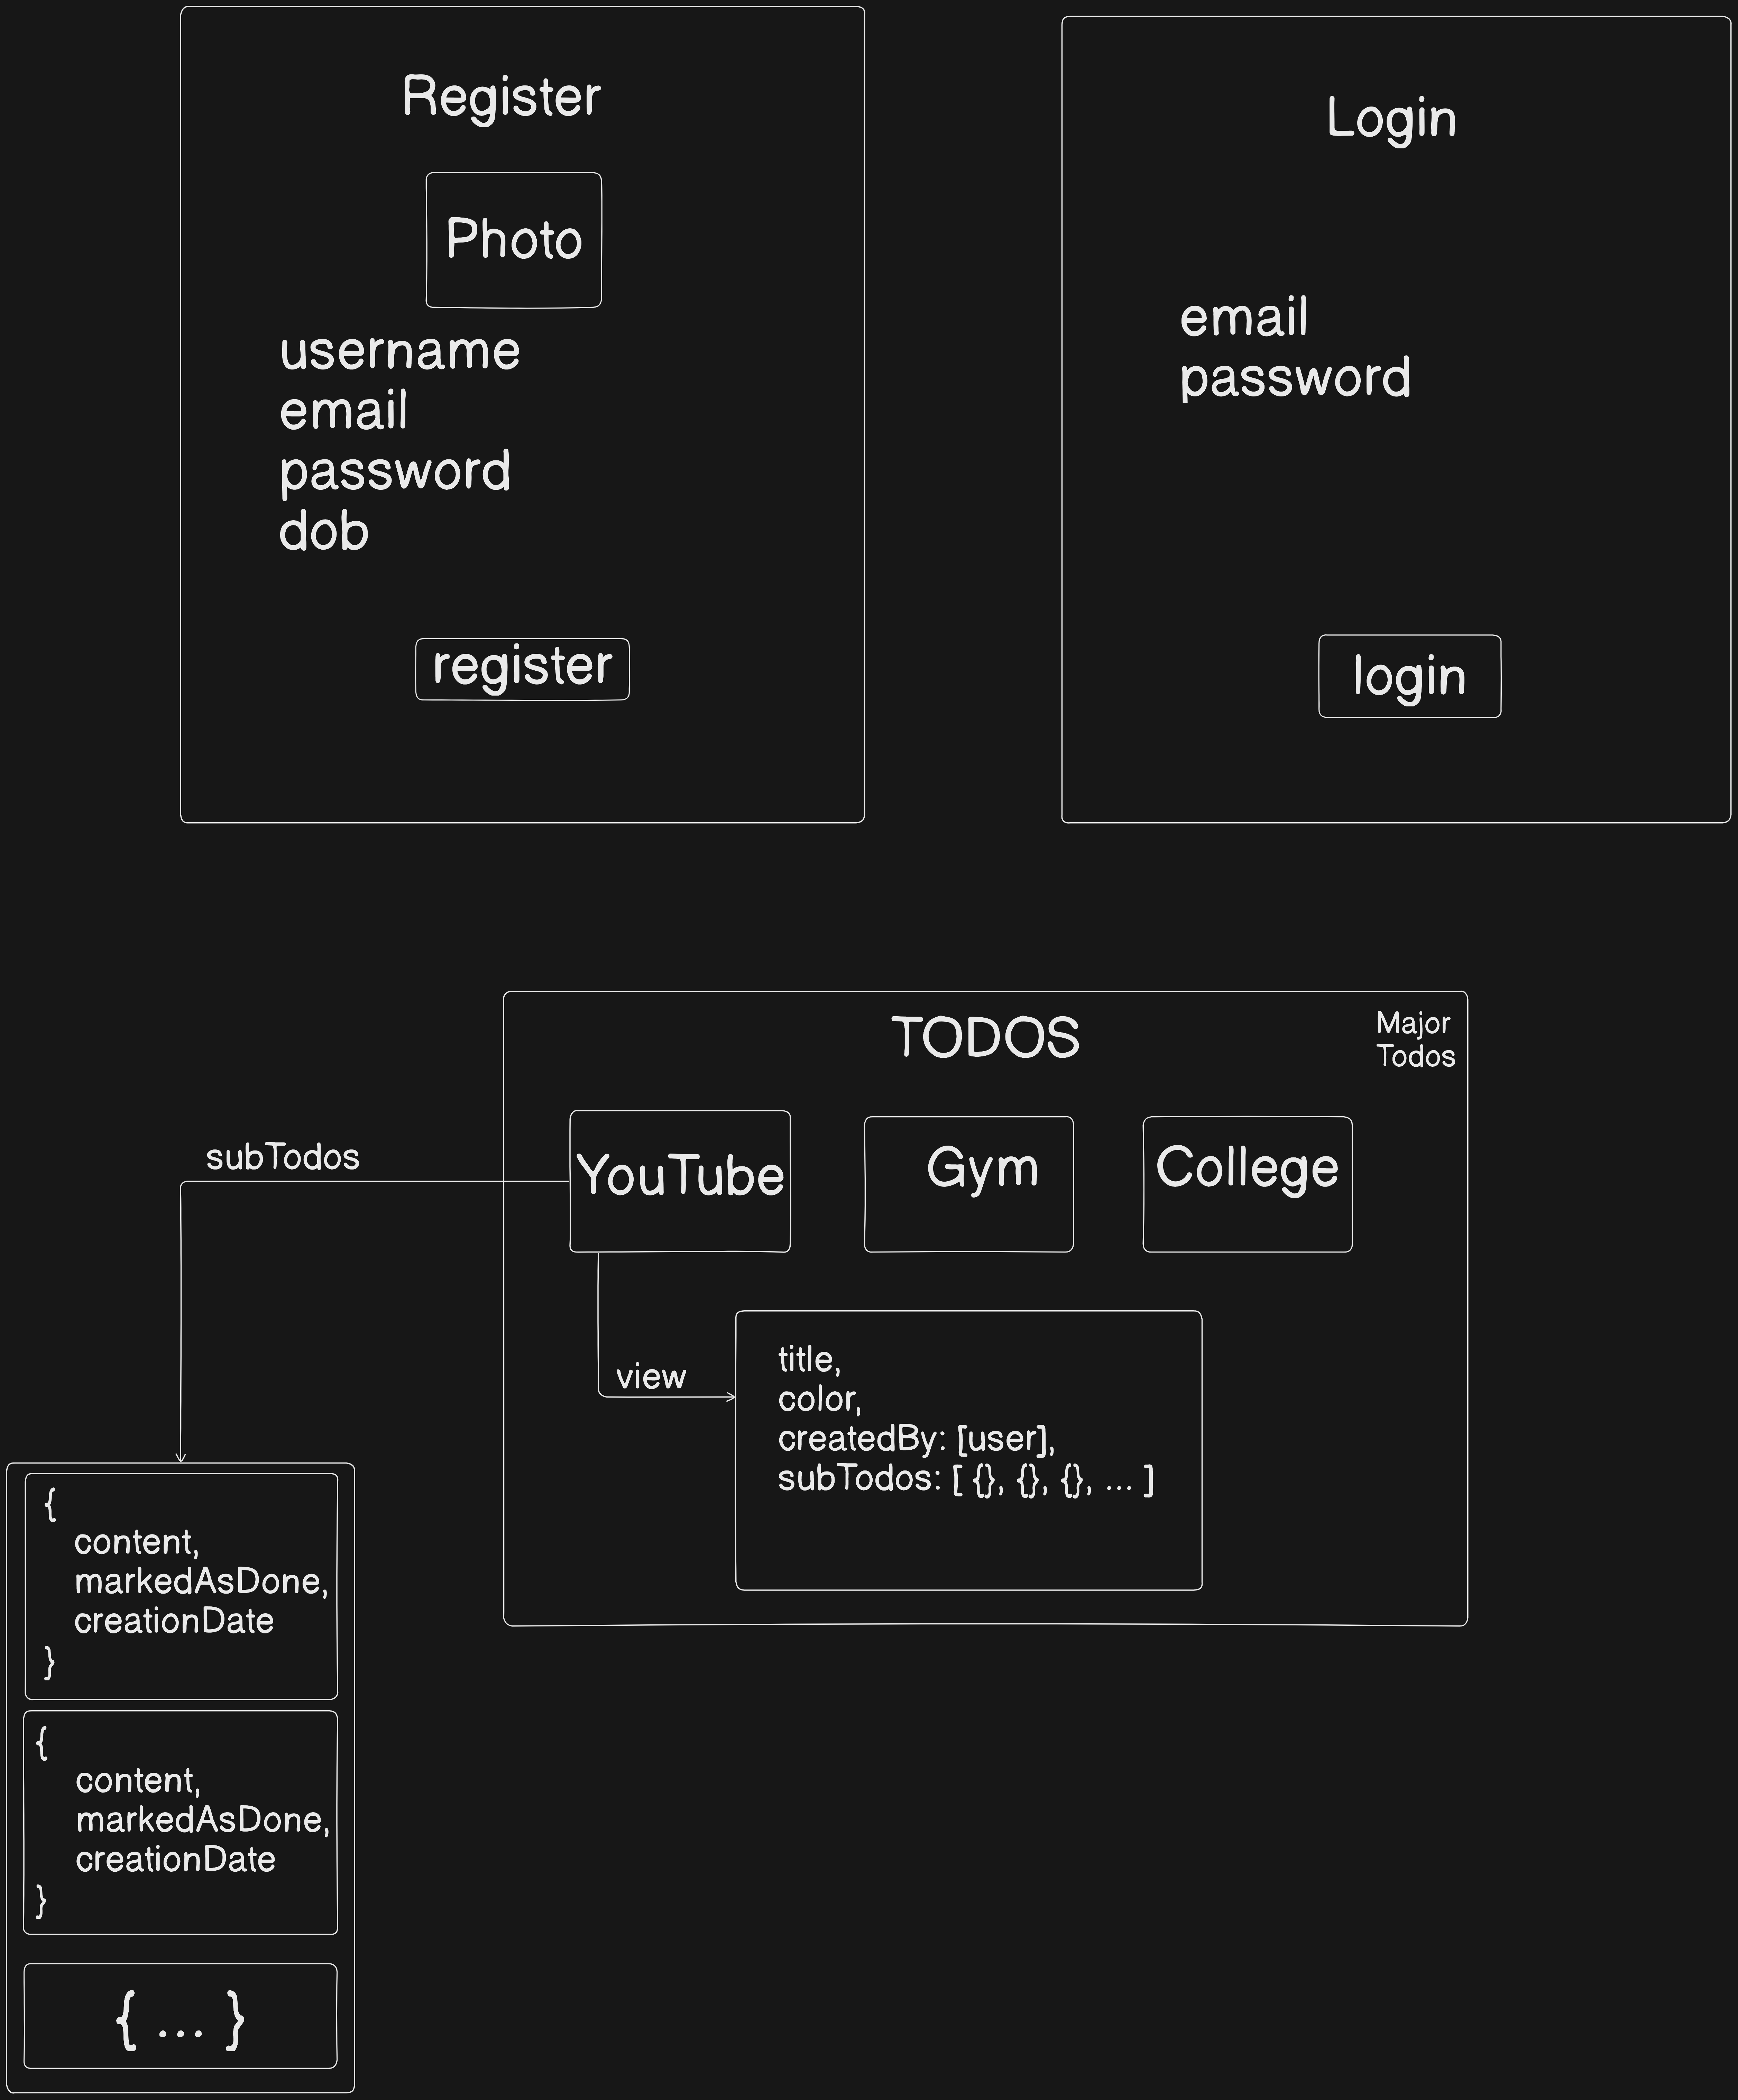 Register
Photo
username
email
password
dob
register
Login
email
password
login
TODOS
Major
Todos
YouTube
Gym
College
subTodos
view
title,
color,
createdBy: [user],
subTodos: [ {}, {}, {}, ... ]
{
content,
markedAsDone,
creationDate
}
{
content,
markedAsDone,
creationDate
}
{ ... }